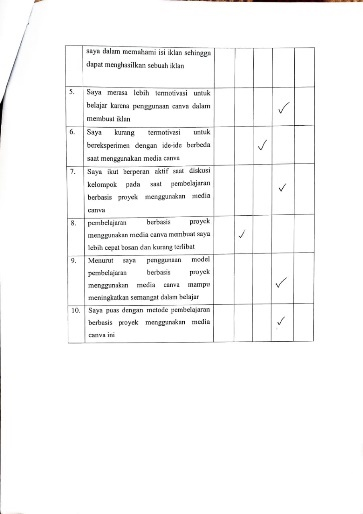 saya dalam memahami isi iklan sehingga
dapat menghasilkan sebuah iklan
5. Saya merasa lebih termotivasi untuk
belajar karena penggunaan canva dalam
membuat iklan
6. Saya kurang termotivasi untuk
bereksperimen dengan ide-ide berbeda
saat menggunakan media canva
7. Saya ikut berperan aktif saat diskusi
kelompok pada saat pembelajaran
berbasis proyek menggunakan media
canva
8. pembelajaran berbasis proyek
menggunakan media canva membuat saya
lebih cepat bosan dan kurang terlibat
9. Menurut saya penggunaan model
pembelajaran berbasis proyek
menggunakan media canva mampu
meningkatkan semangat dalam belajar
10. Saya puas dengan metode pembelajaran
berbasis proyek menggunakan media
canva ini